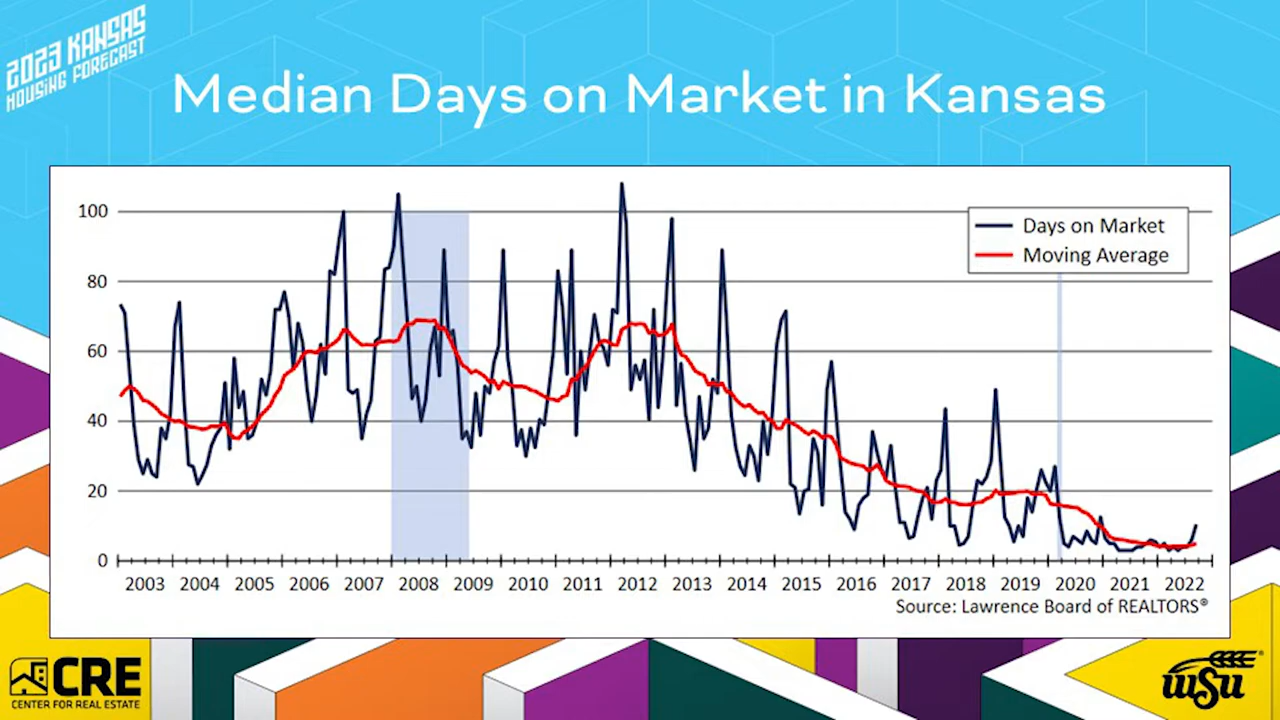 2023 KANSAS
HOUSING FORECAST
Median Days on Market in Kansas
100
80
60
40
20
0
Days on Market
Moving Average
2003 2004 2005 2006 2007 2008 2009 2010 2011 2012 2013 2014 2015 2016 2017 2018 2019 2020 2021 2022
Source: Lawrence Board of REALTORS®
CRE
CENTER FOR REAL ESTATE
WSU®